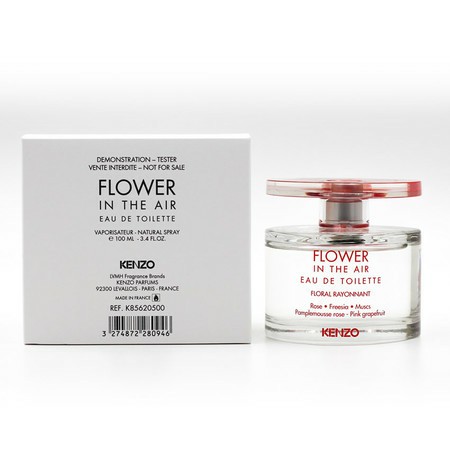 DEMONSTRATION – TESTER
VENTE INTERDITE – NOT FOR SALE
FLOWER
IN THE AIR
EAU DE TOILETTE
VAPORISATEUR - NATURAL SPRAY
℮ 100 ML - 3.4 FL.OZ.
KENZO
LVMH Fragrance Brands
KENZO PARFUMS
92300 LEVALLOIS - PARIS - FRANCE
MADE IN FRANCE
REF. K85620500
3 274872 280946
FLOWER
IN THE AIR
EAU DE TOILETTE
FLORAL RAYONNANT
Rose • Freesia • Muscs
Pamplemousse rose - Pink grapefruit
KENZO